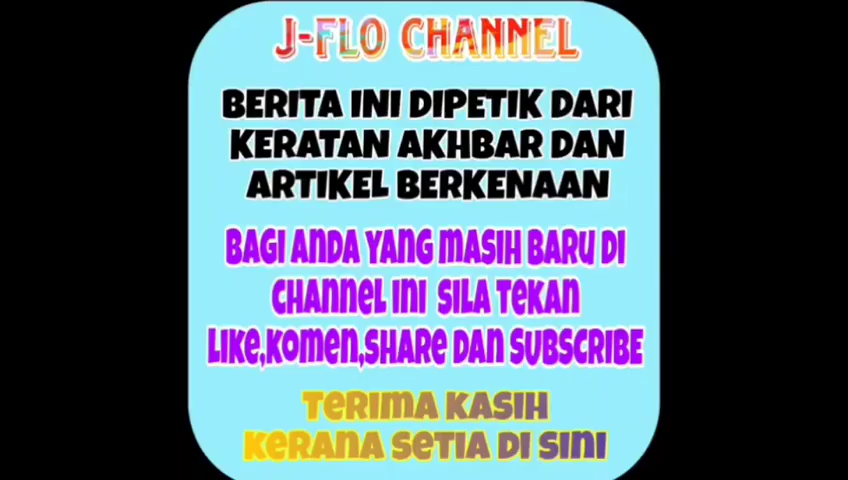 J-FLO CHANNEL
BERITA INI DIPETIK DARI
KERATAN AKHBAR DAN
ARTIKEL BERKENAAN
BAGI ANDA YANG MASIH BARU DI
CHANNEL INI SILA TEKAN
LIKE,KOMEN,SHARE DAN SUBSCRIBE
TERIMA KASIH
KERANA SETIA DI SINI